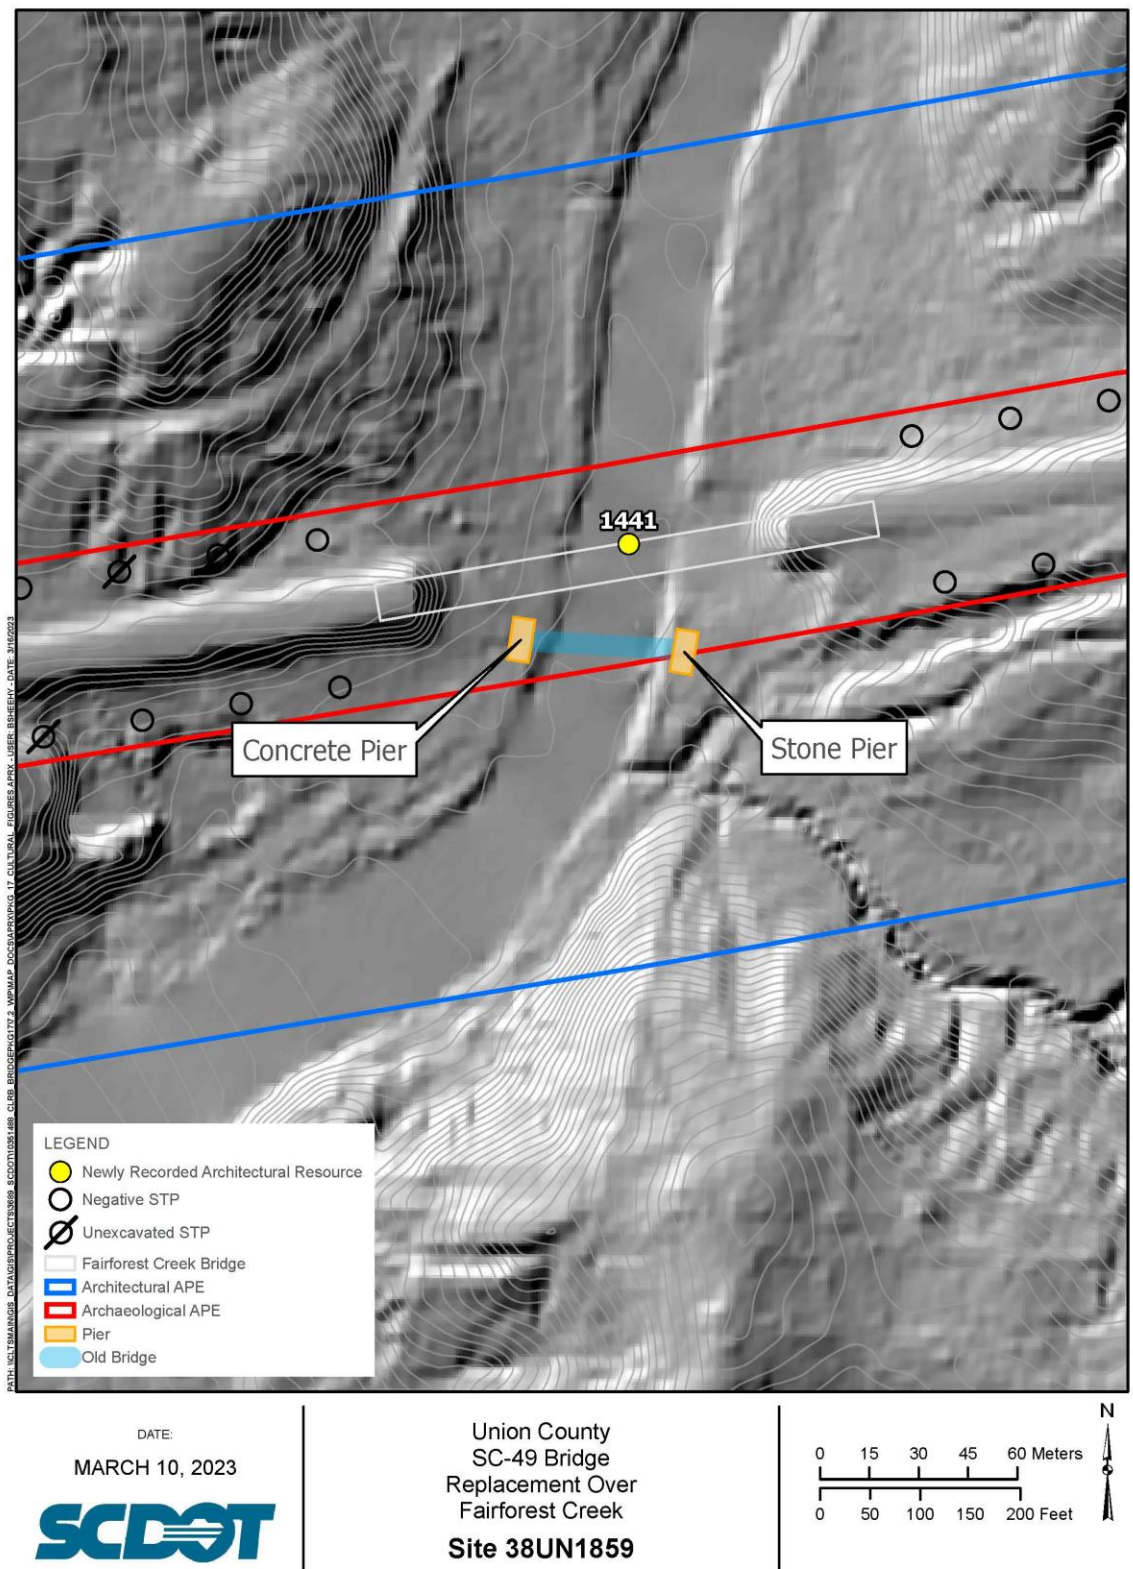 1441
Concrete Pier
Stone Pier
LEGEND
Newly Recorded Architectural Resource
Negative STP
Unexcavated STP
Fairforest Creek Bridge
Architectural APE
Archaeological APE
Pier
Old Bridge
DATE:
MARCH 10, 2023
SCDOT
Union County
SC-49 Bridge
Replacement Over
Fairforest Creek
Site 38UN1859
0 15 30 45 60 Meters
0 50 100 150 200 Feet
N